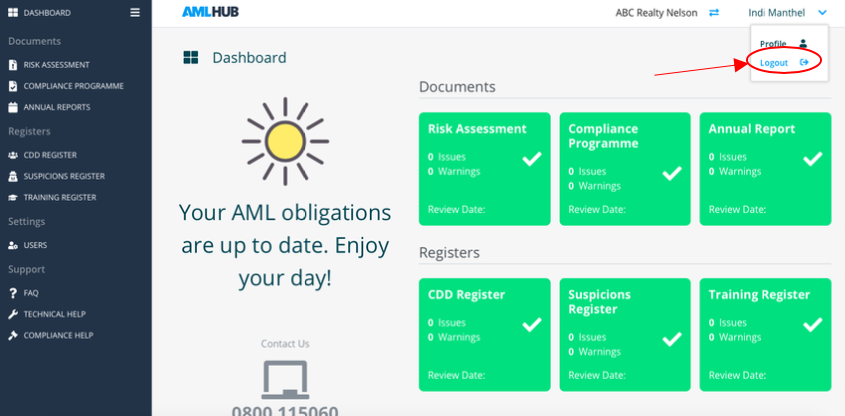 DASHBOARD
Documents
RISK ASSESSMENT
COMPLIANCE PROGRAMME
ANNUAL REPORTS
Registers
CDD REGISTER
SUSPICIONS REGISTER
TRAINING REGISTER
Settings
USERS
Support
FAQ
TECHNICAL HELP
COMPLIANCE HELP
AMLHUB
ABC Realty Nelson
Indi Manthel
Profile
Logout
Dashboard
Your AML obligations
are up to date. Enjoy
your day!
Contact Us
0800 115060
Documents
Risk Assessment
0 Issues
0 Warnings
Review Date:
Compliance
Programme
0 Issues
0 Warnings
Review Date:
Annual Report
0 Issues
0 Warnings
Review Date:
Registers
CDD Register
0 Issues
0 Warnings
Review Date:
Suspicions
Register
0 Issues
0 Warnings
Review Date:
Training Register
0 Issues
0 Warnings
Review Date: